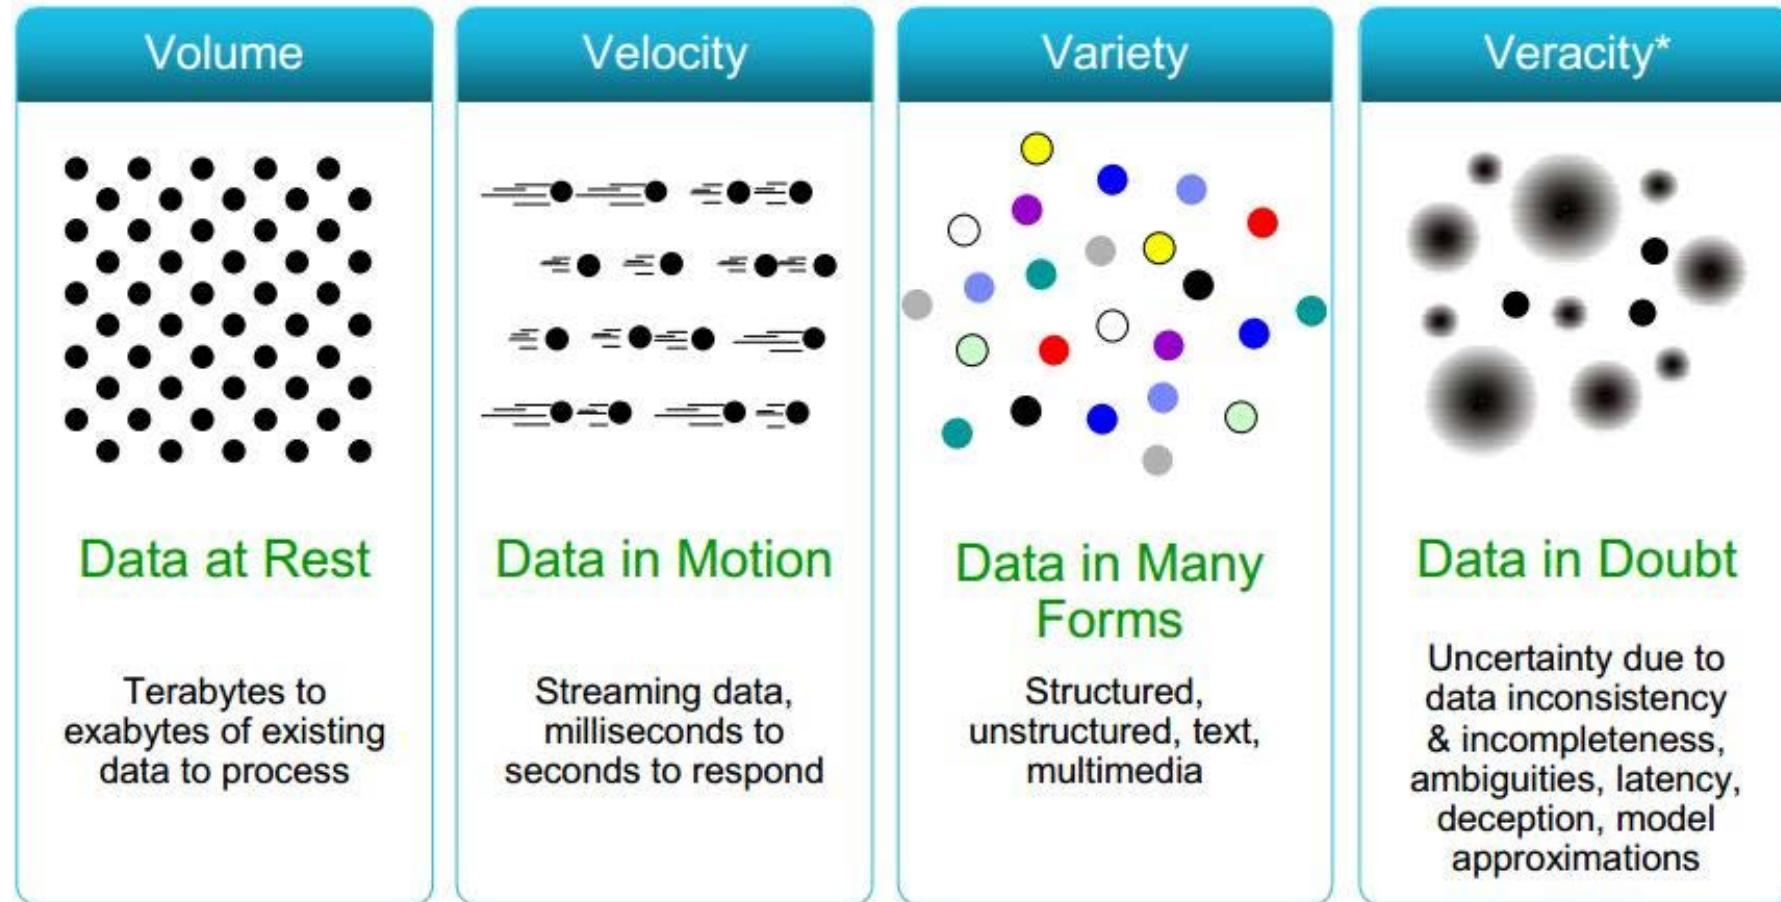 Volume
Data at Rest
Terabytes to
exabytes of existing
data to process
Velocity
Data in Motion
Streaming data,
milliseconds to
seconds to respond
Variety
Data in Many
Forms
Structured,
unstructured, text,
multimedia
Veracity*
Data in Doubt
Uncertainty due to
data inconsistency
& incompleteness,
ambiguities, latency,
deception, model
approximations